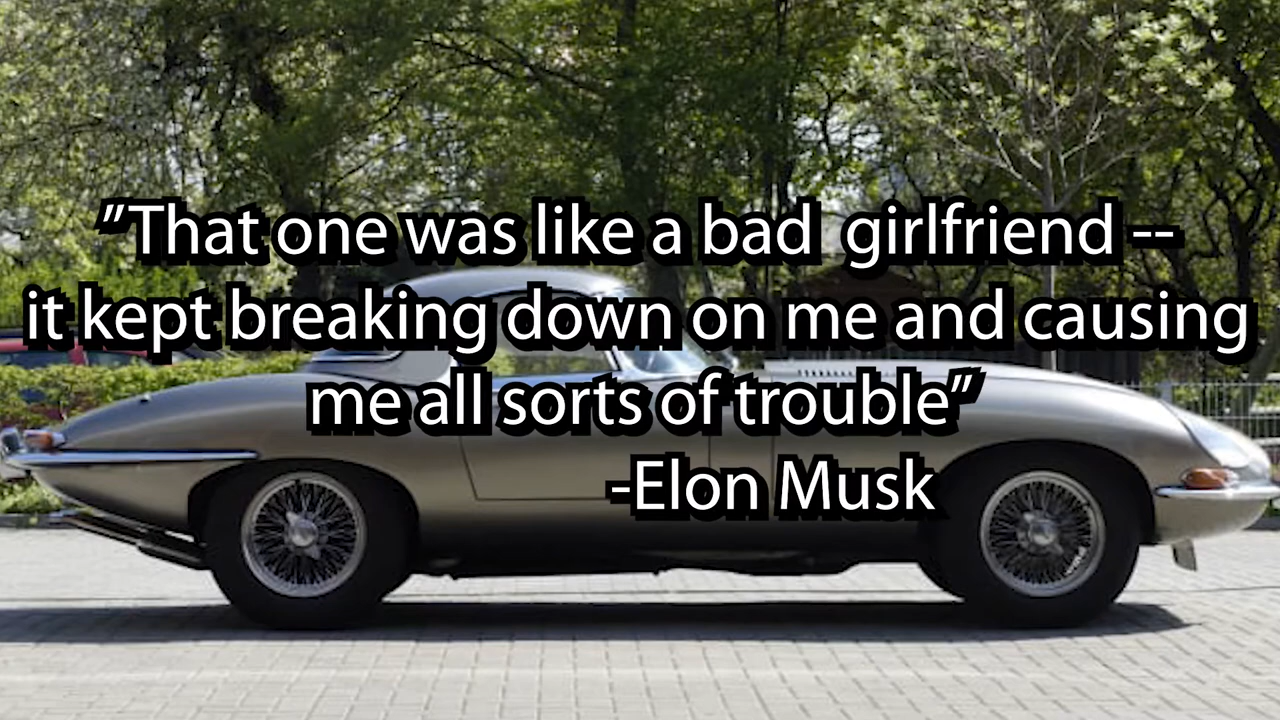 ”That one was like a bad  girlfriend --
it kept breaking down on me and causing
me all sorts of trouble”
-Elon Musk